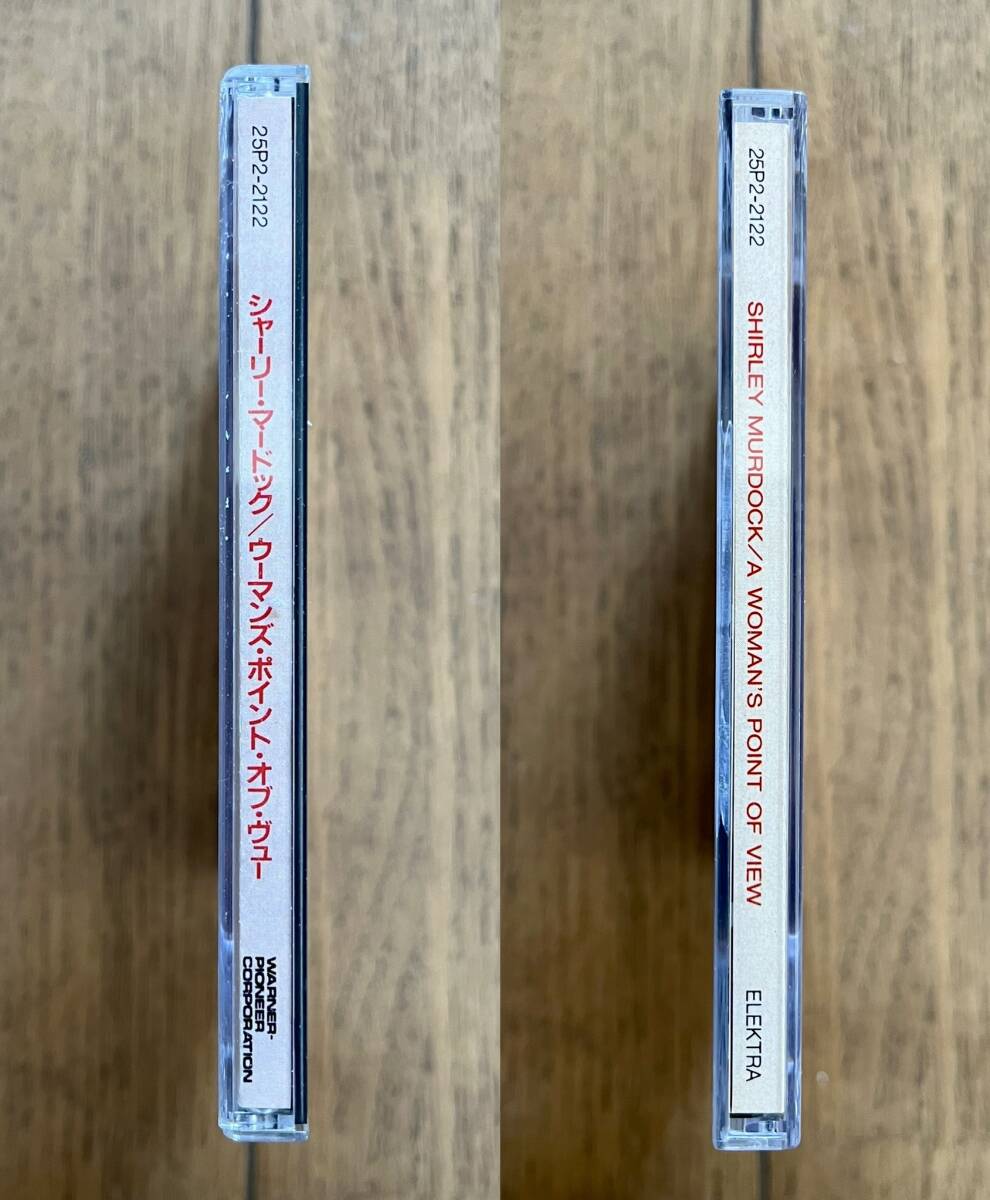 25P2-2122
シャーリー・マードック/ウーマンズ・ポイント・オブ・ヴュー
WARNER-
PIONEER
CORPORATION
25P2-2122
SHIRLEY MURDOCK/A WOMAN'S POINT OF VIEW
ELEKTRA